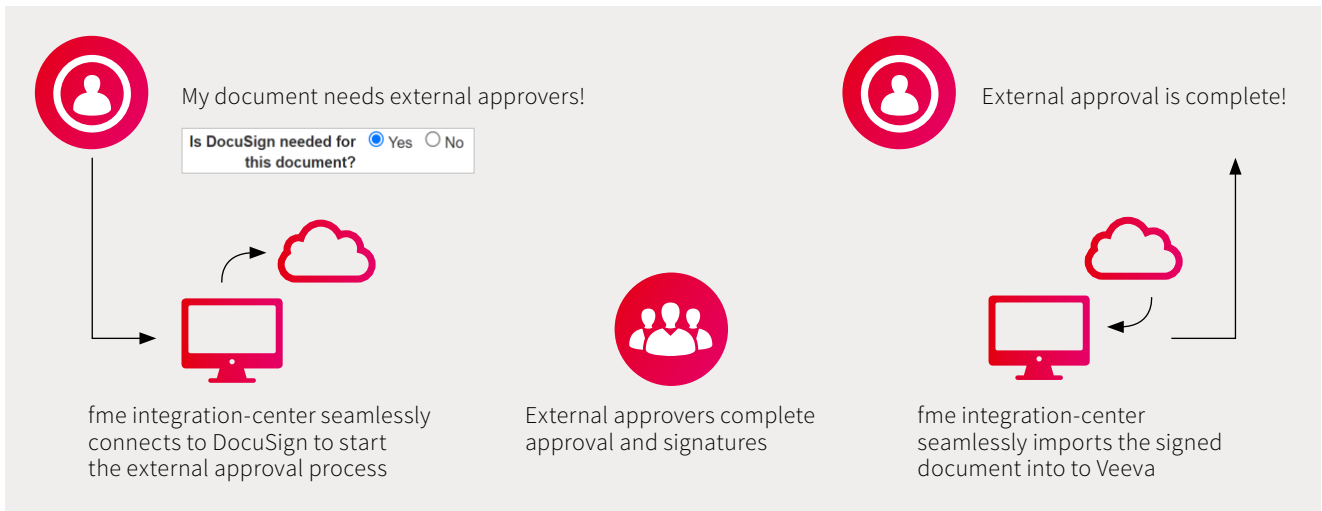 My document needs external approvers!
Is DocuSign needed for Yes No
this document?
fme integration-center seamlessly
connects to DocuSign to start
the external approval process
External approvers complete
approval and signatures
External approval is complete!
fme integration-center
seamlessly imports the signed
document into to Veeva